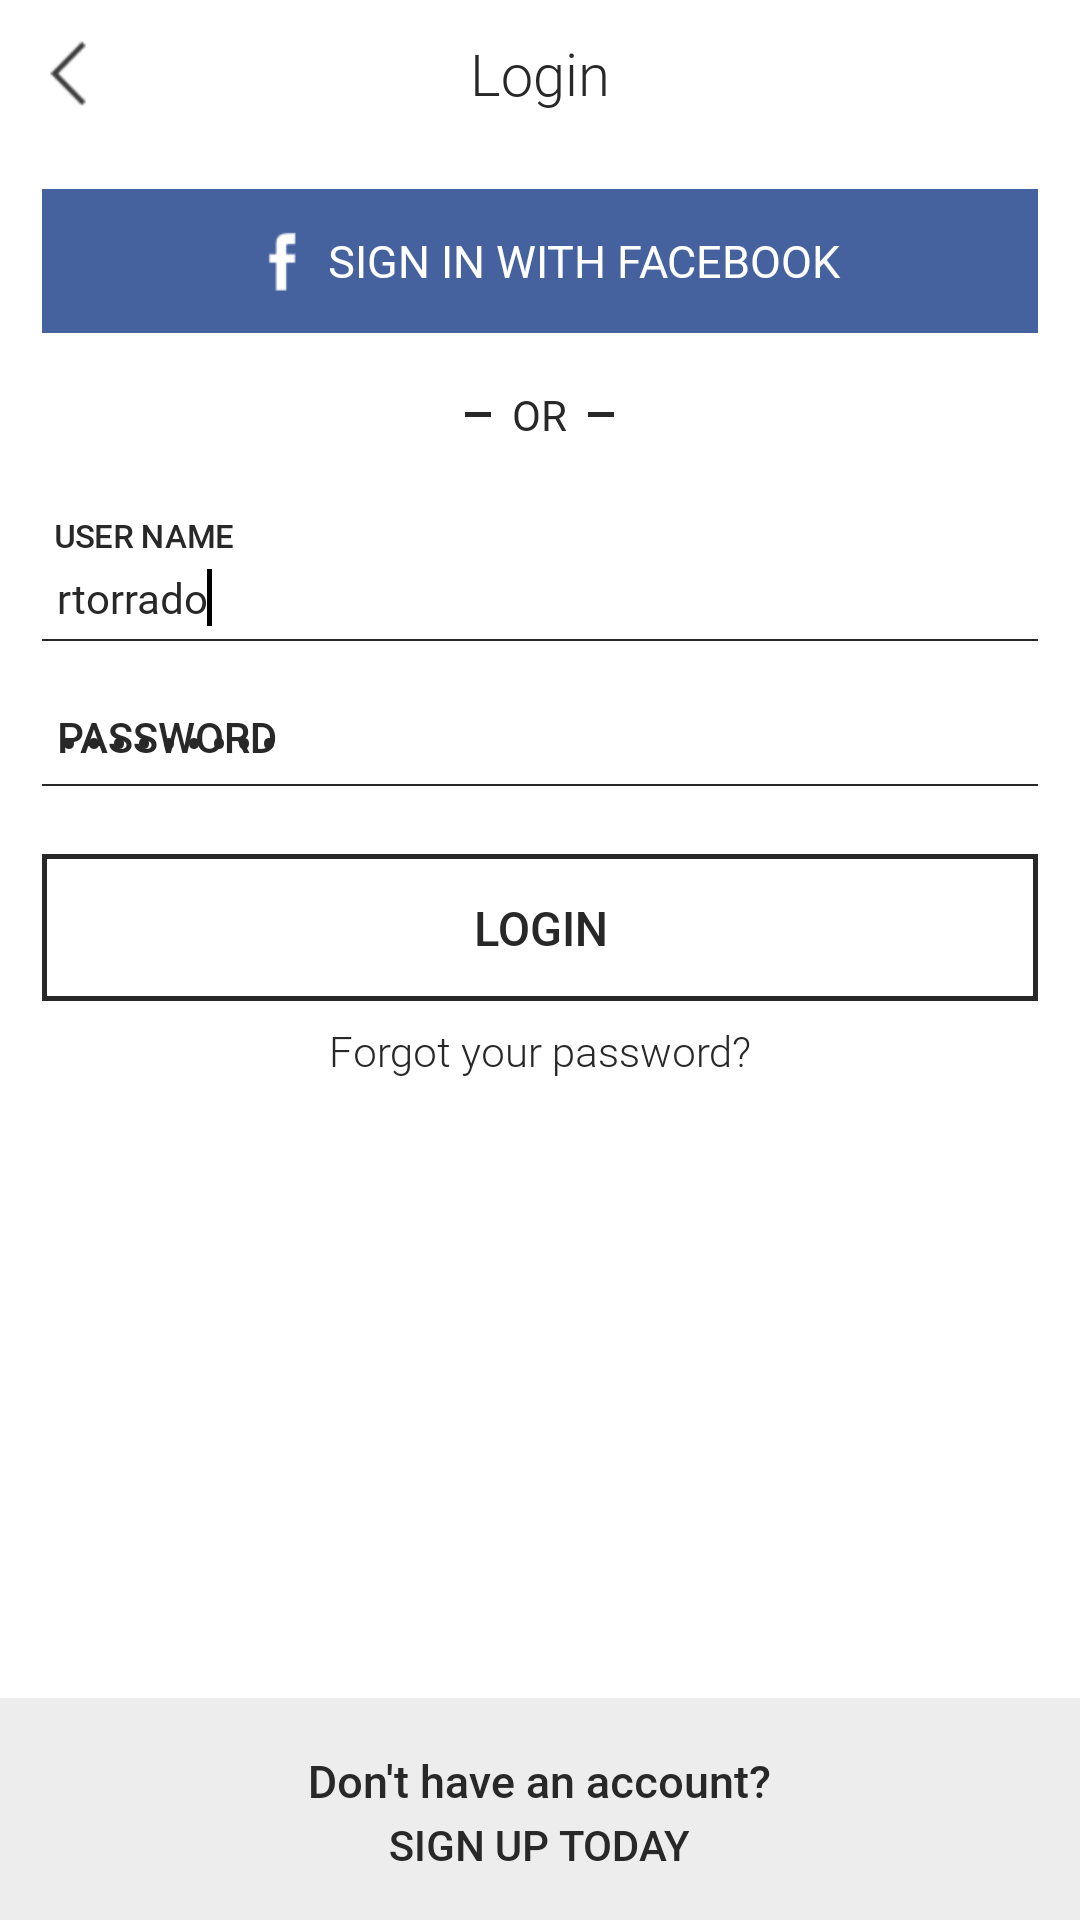 Login
f SIGN IN WITH FACEBOOK
– OR –
USER NAME
rtorrado
PASSWORD
•••••••••
LOGIN
Forgot your password?
Don't have an account?
SIGN UP TODAY